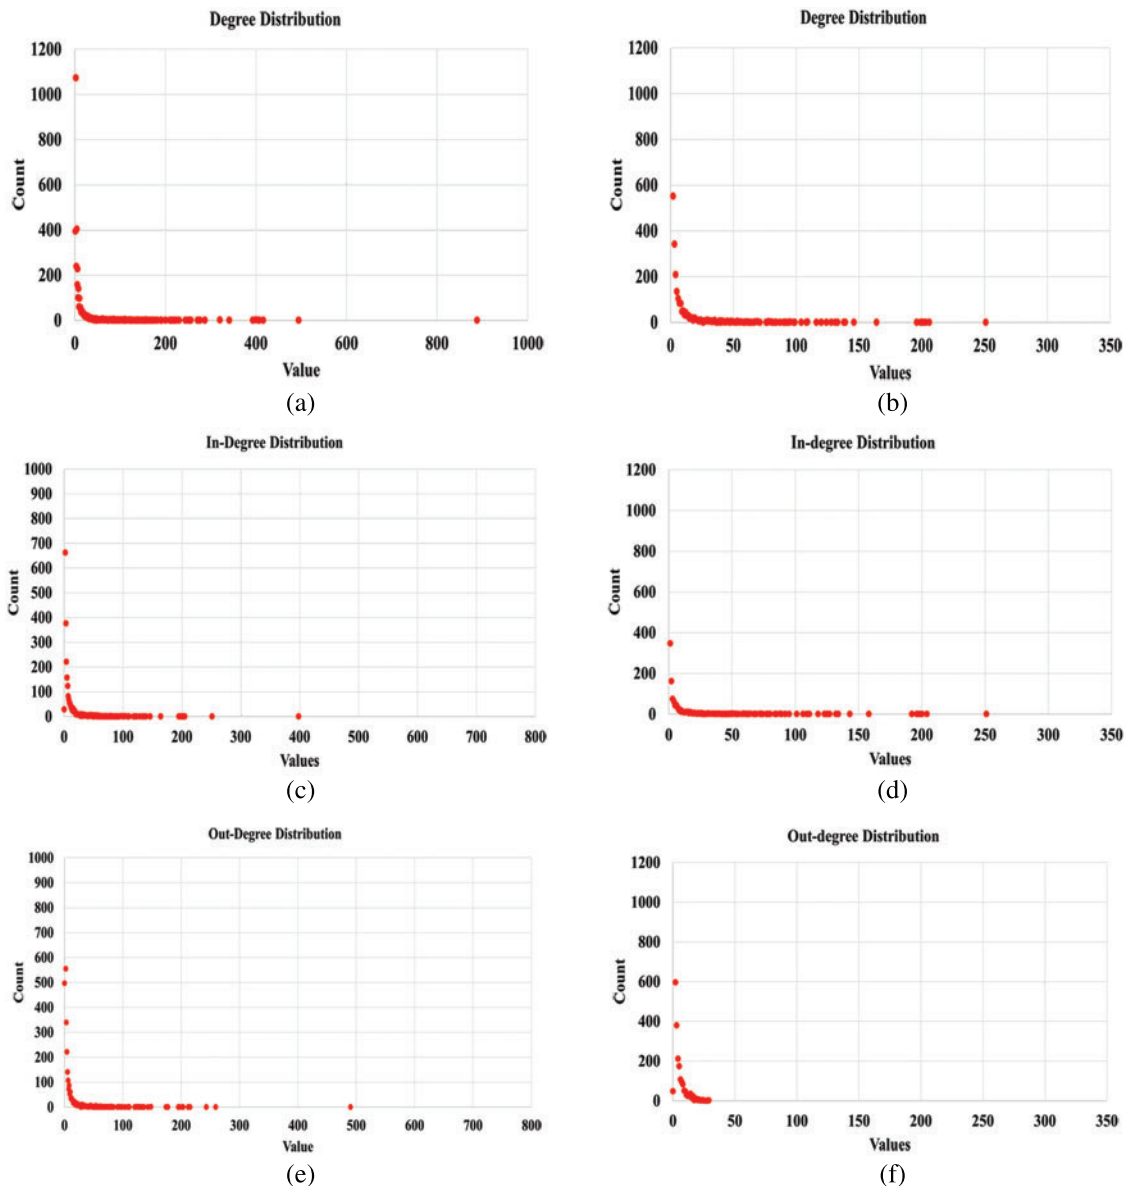 Degree Distribution
1200
1000
800
600
400
200
0
Count
0 200 400 600 800 1000
Value
(a)
Degree Distribution
1200
1000
800
600
400
200
0
Count
0 50 100 150 200 250 300 350
Values
(b)
In-Degree Distribution
1000
900
800
700
600
500
400
300
200
100
0
Count
0 100 200 300 400 500 600 700 800
Values
(c)
In-degree Distribution
1200
1000
800
600
400
200
0
Count
0 50 100 150 200 250 300 350
Values
(d)
Out-Degree Distribution
1000
900
800
700
600
500
400
300
200
100
0
Count
0 100 200 300 400 500 600 700 800
Value
(e)
Out-degree Distribution
1200
1000
800
600
400
200
0
Count
0 50 100 150 200 250 300 350
Values
(f)